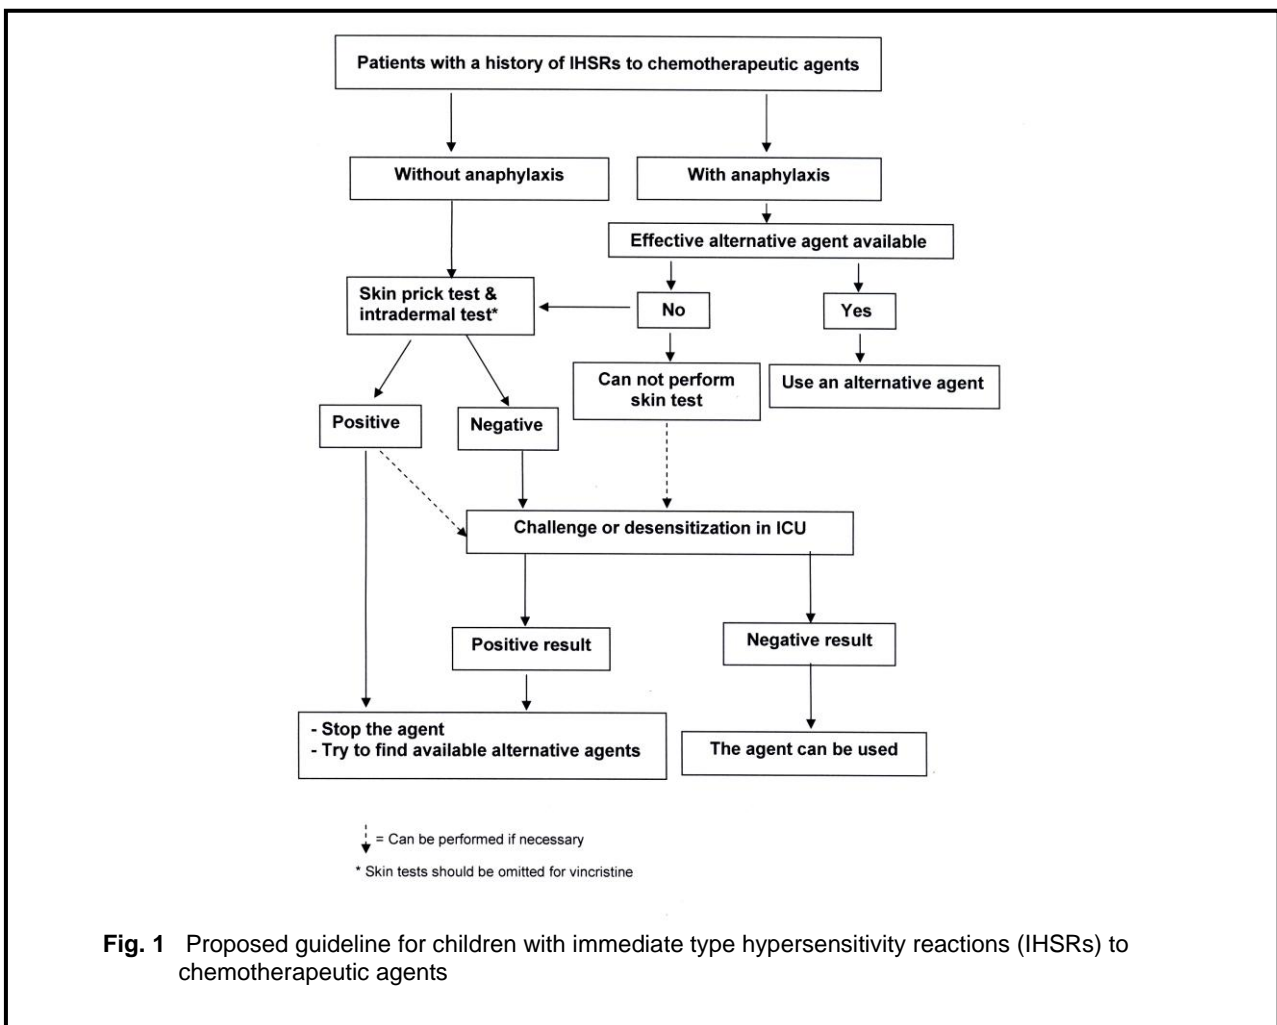 Patients with a history of IHSRs to chemotherapeutic agents
Without anaphylaxis
With anaphylaxis
Effective alternative agent available
Skin prick test &
intradermal test*
No
Yes
Can not perform
skin test
Use an alternative agent
Positive
Negative
Challenge or desensitization in ICU
Positive result
Negative result
- Stop the agent
- Try to find available alternative agents
The agent can be used
= Can be performed if necessary
* Skin tests should be omitted for vincristine
Fig. 1 Proposed guideline for children with immediate type hypersensitivity reactions (IHSRs) to
chemotherapeutic agents